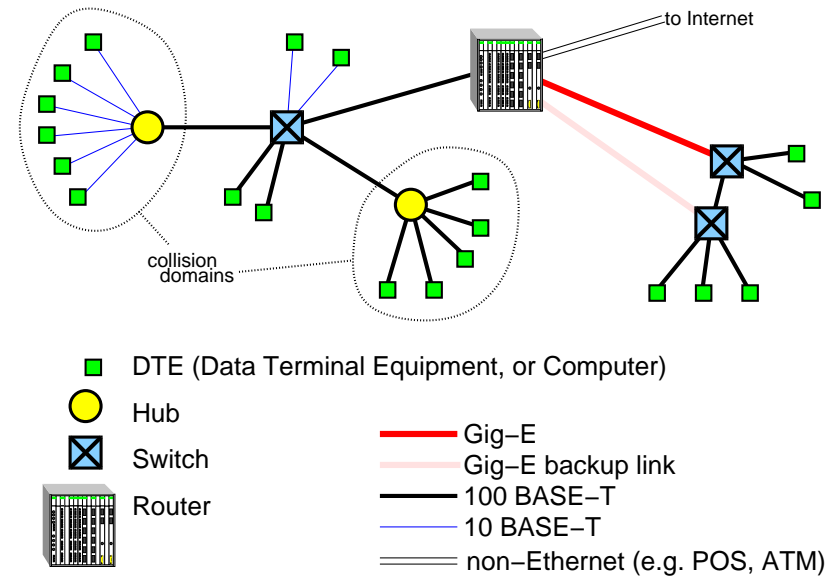 to Internet
collision
domains
DTE (Data Terminal Equipment, or Computer)
Hub
Switch
Router
Gig−E
Gig−E backup link
100 BASE−T
10 BASE−T
non−Ethernet (e.g. POS, ATM)